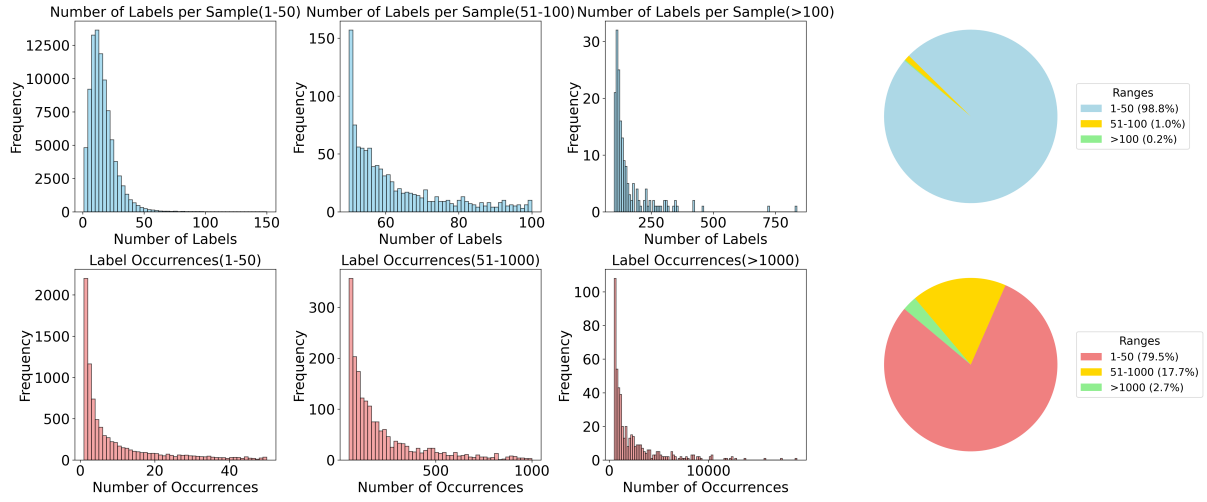 Number of Labels per Sample(1-50)
Frequency
12500
10000
7500
5000
2500
0
0 50 100 150
Number of Labels
Number of Labels per Sample(51-100)
Frequency
150
100
50
0
60 80 100
Number of Labels
Number of Labels per Sample(>100)
Frequency
30
20
10
0
250 500 750
Number of Labels
Ranges
1-50 (98.8%)
51-100 (1.0%)
>100 (0.2%)
Label Occurrences(1-50)
Frequency
2000
1500
1000
500
0
0 20 40
Number of Occurrences
Label Occurrences(51-1000)
Frequency
300
200
100
0
500 1000
Number of Occurrences
Label Occurrences(>1000)
Frequency
100
80
60
40
20
0
0 10000
Number of Occurrences
Ranges
1-50 (79.5%)
51-1000 (17.7%)
>1000 (2.7%)